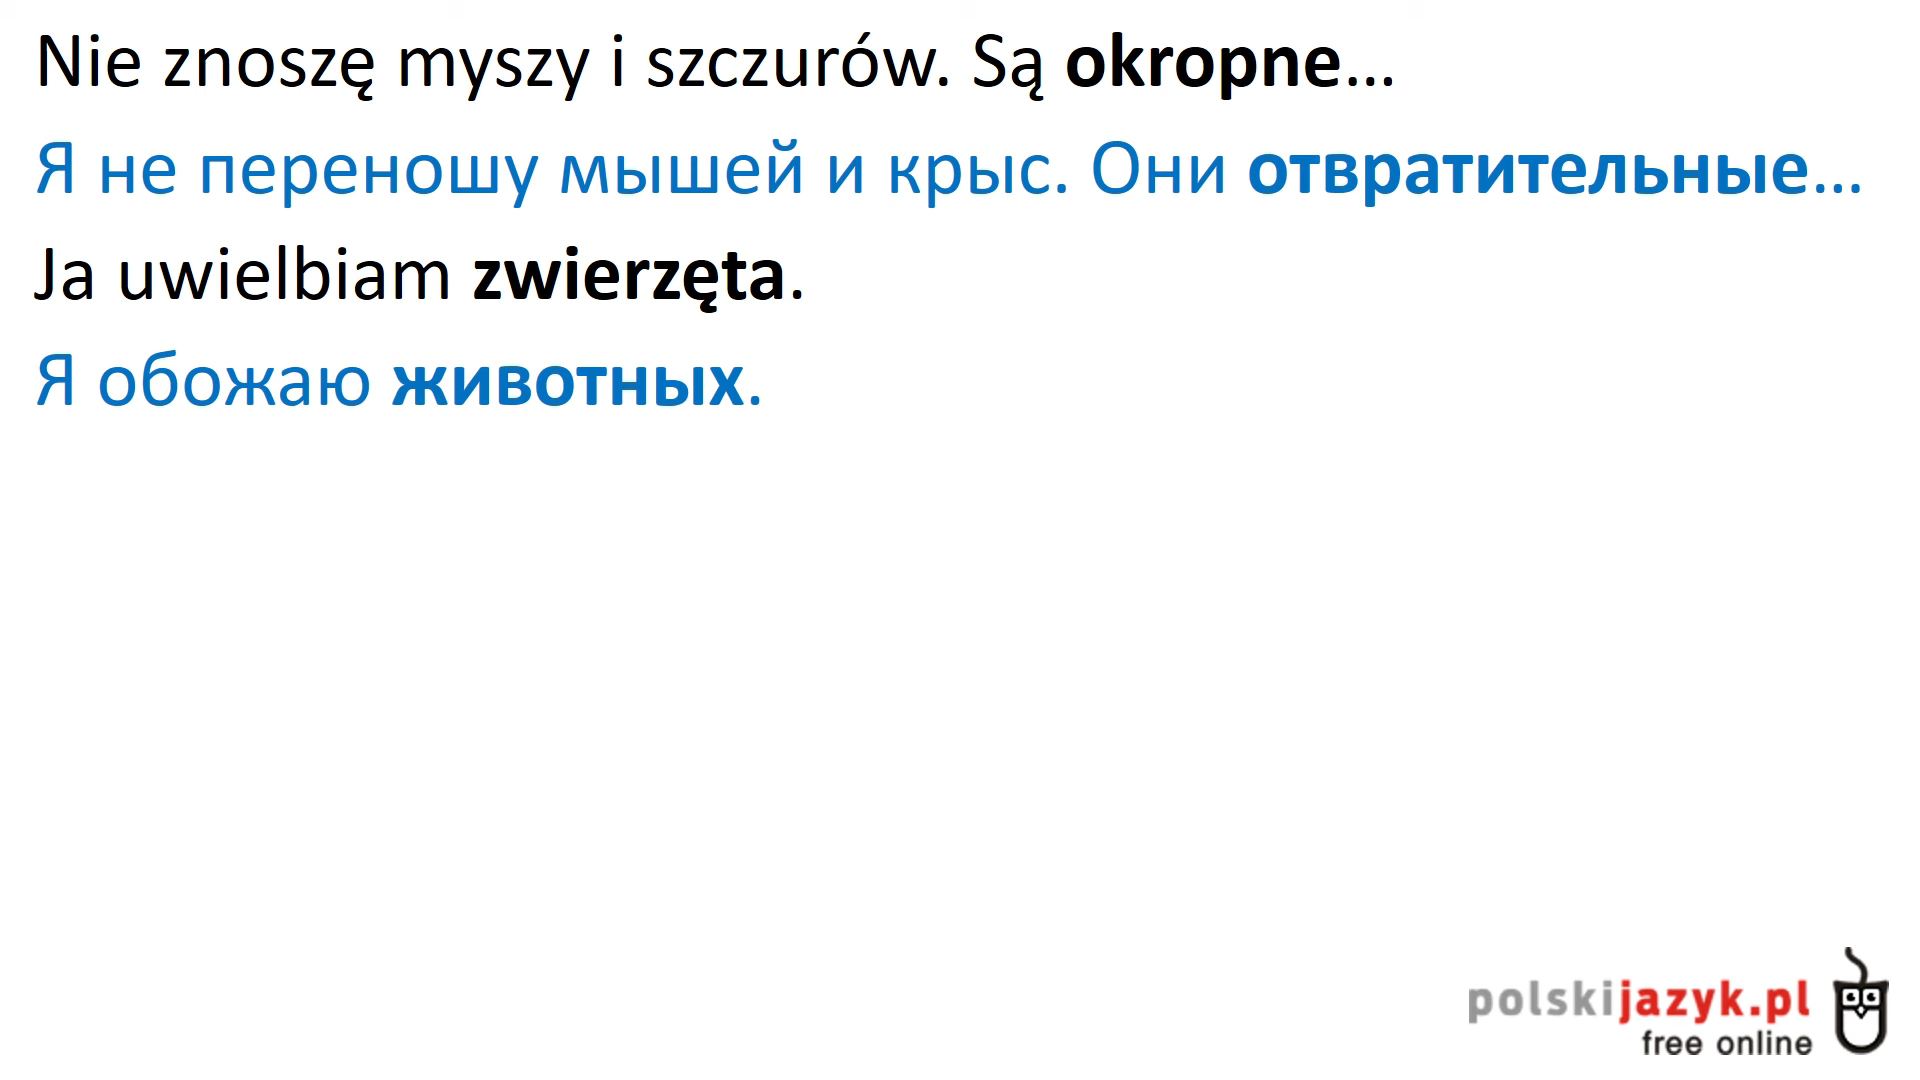 Nie znoszę myszy i szczurów. Są okropne…
Я не переношу мышей и крыс. Они отвратительные…
Ja uwielbiam zwierzęta.
Я обожаю животных.
polskijazyk.pl
free online